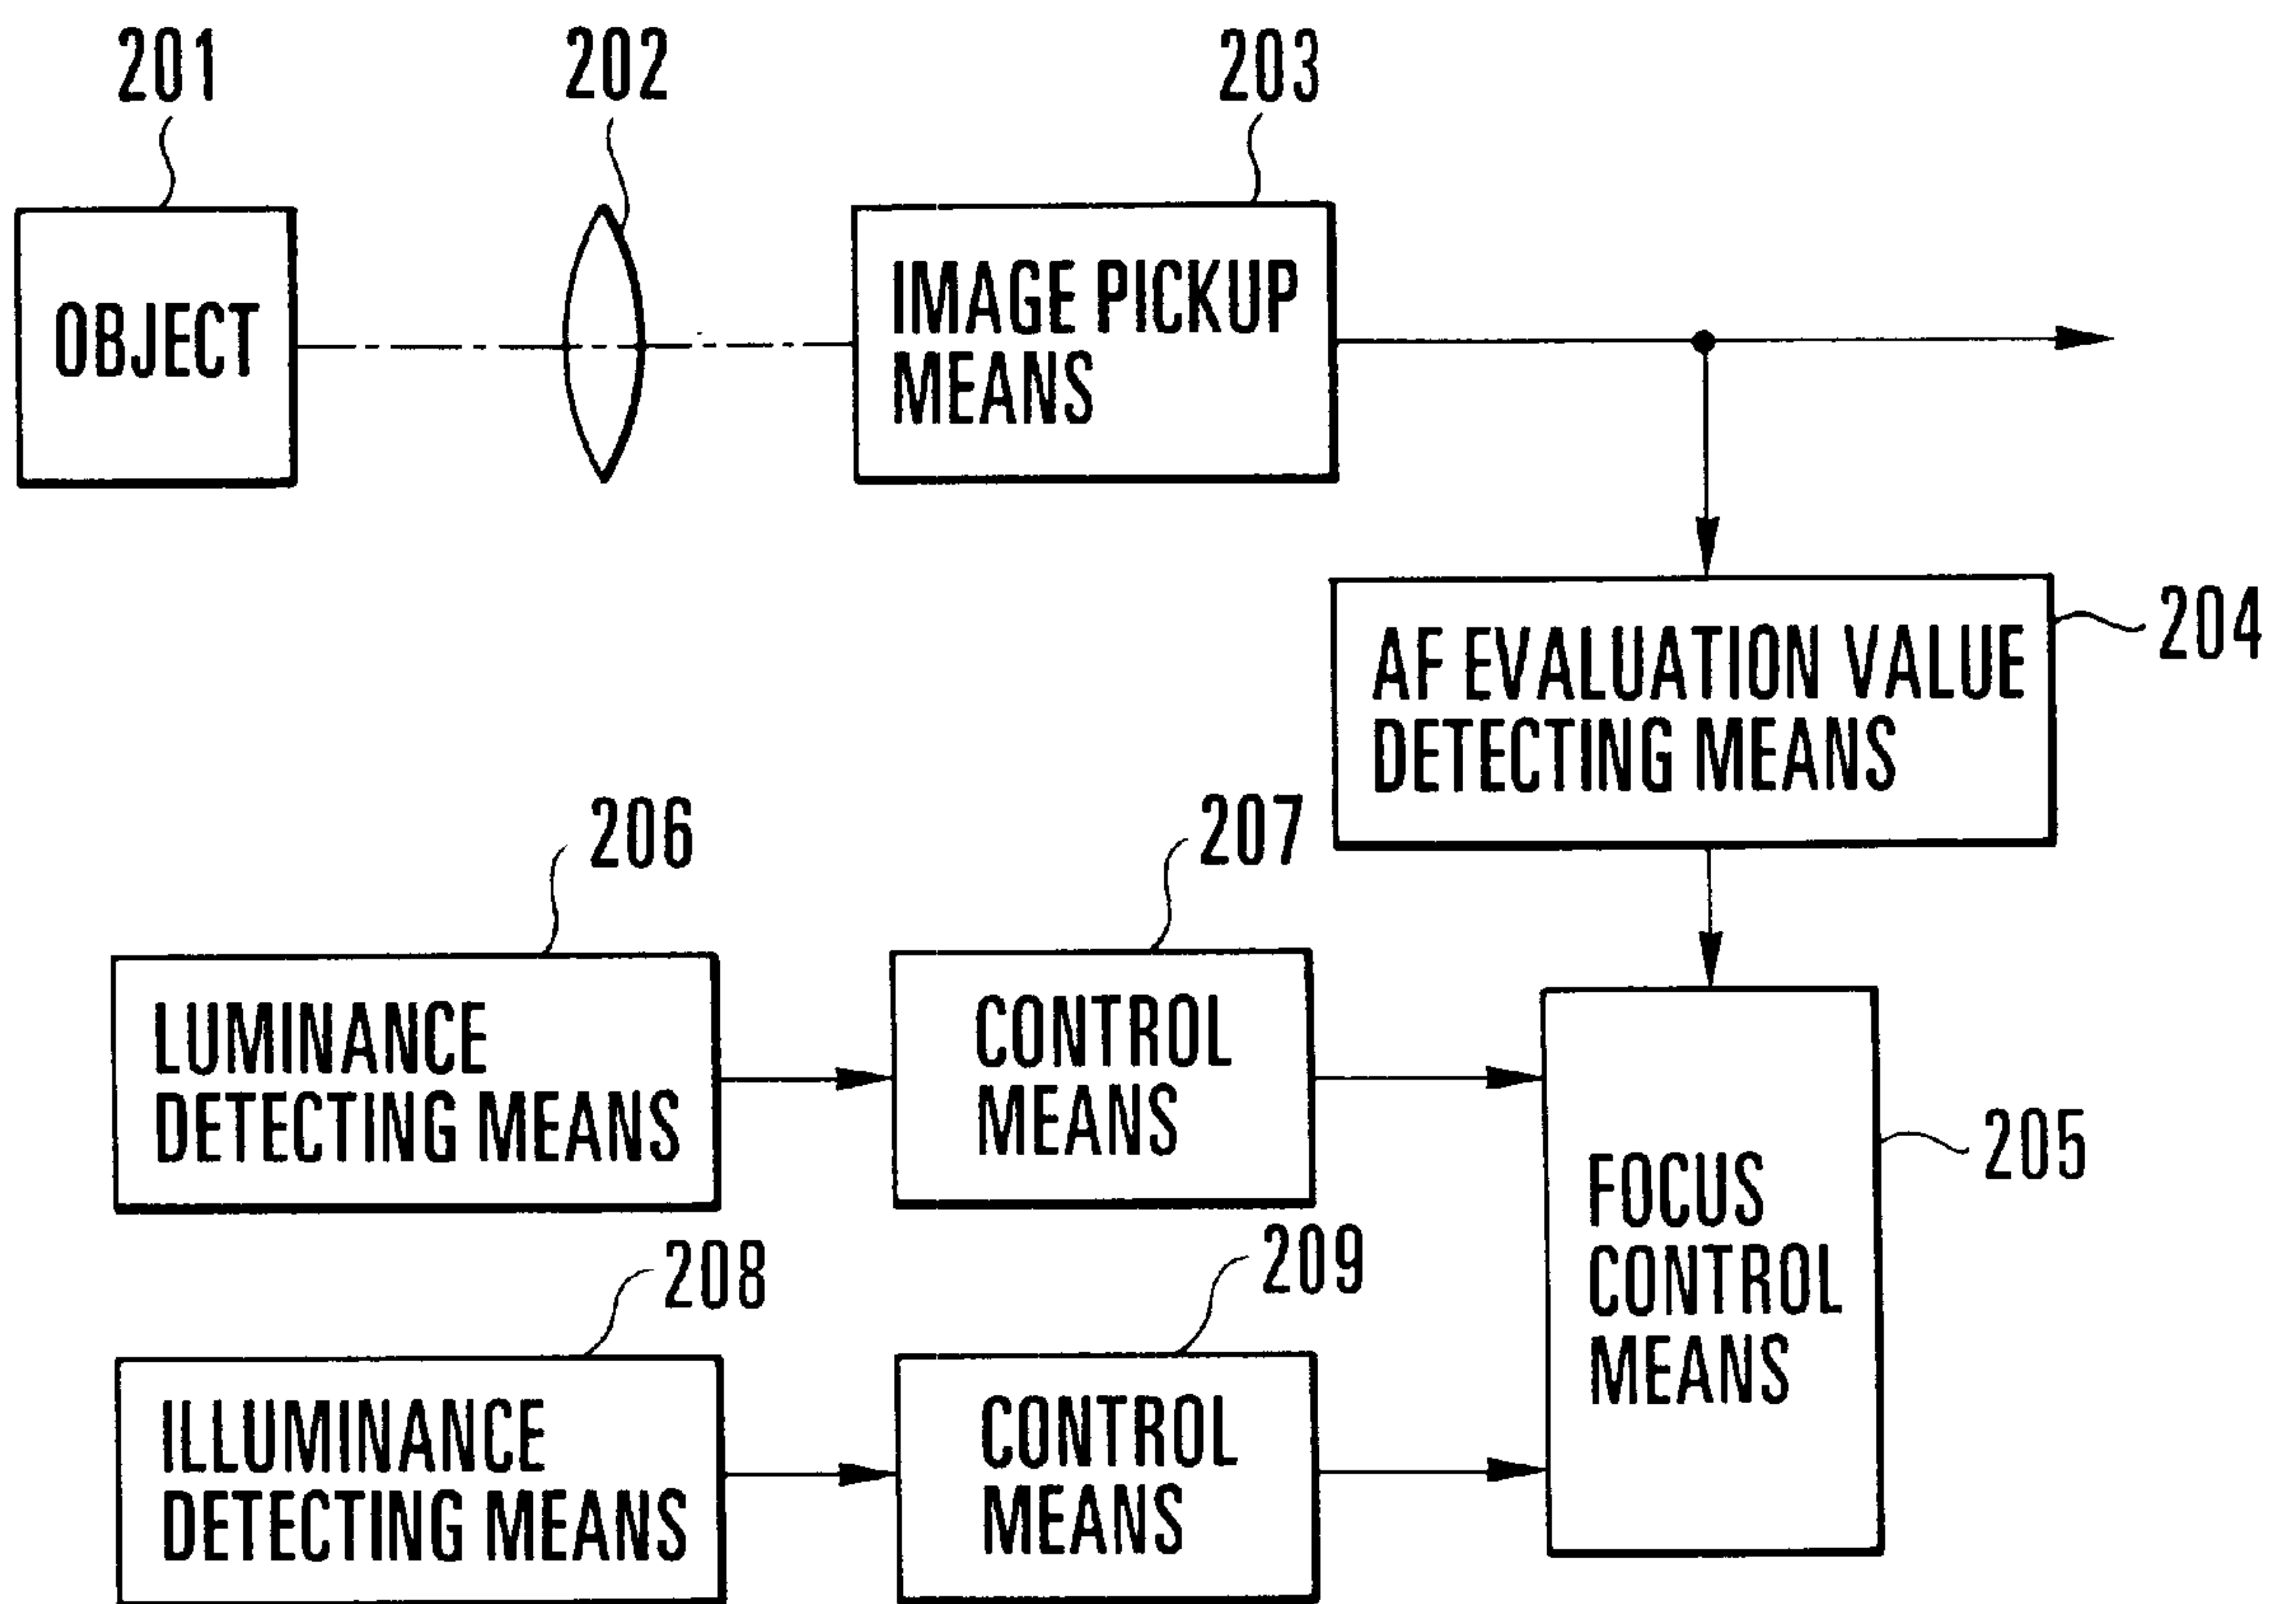 201
202
203
OBJECT
IMAGE PICKUP
MEANS
204
AF EVALUATION VALUE
DETECTING MEANS
206
207
LUMINANCE
DETECTING MEANS
CONTROL
MEANS
205
FOCUS
CONTROL
MEANS
208
209
ILLUMINANCE
DETECTING MEANS
CONTROL
MEANS